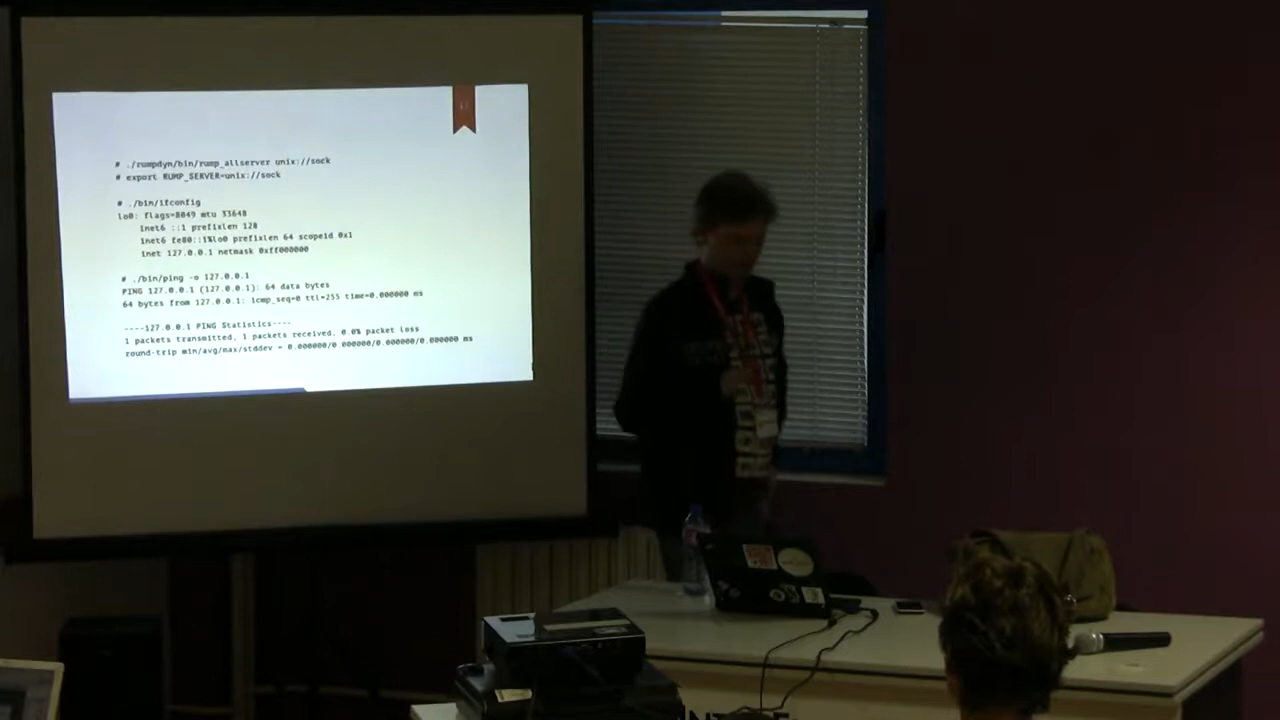 # ./rumpdyn/bin/rump_allserver unix://sock
# export RUMP_SERVER=unix://sock
# ./bin/ifconfig
lo0: flags=8049 mtu 33648
inet6 ::1 prefixlen 128
inet6 fe80::1%lo0 prefixlen 64 scopeid 0x1
inet 127.0.0.1 netmask 0xff000000
# ./bin/ping -o 127.0.0.1
PING 127.0.0.1 (127.0.0.1): 64 data bytes
64 bytes from 127.0.0.1: icmp_seq=0 ttl=255 time=0.000000 ms
----127.0.0.1 PING Statistics----
1 packets transmitted, 1 packets received, 0.0% packet loss
round-trip min/avg/max/stddev = 0.000000/0.000000/0.000000/0.000000 ms